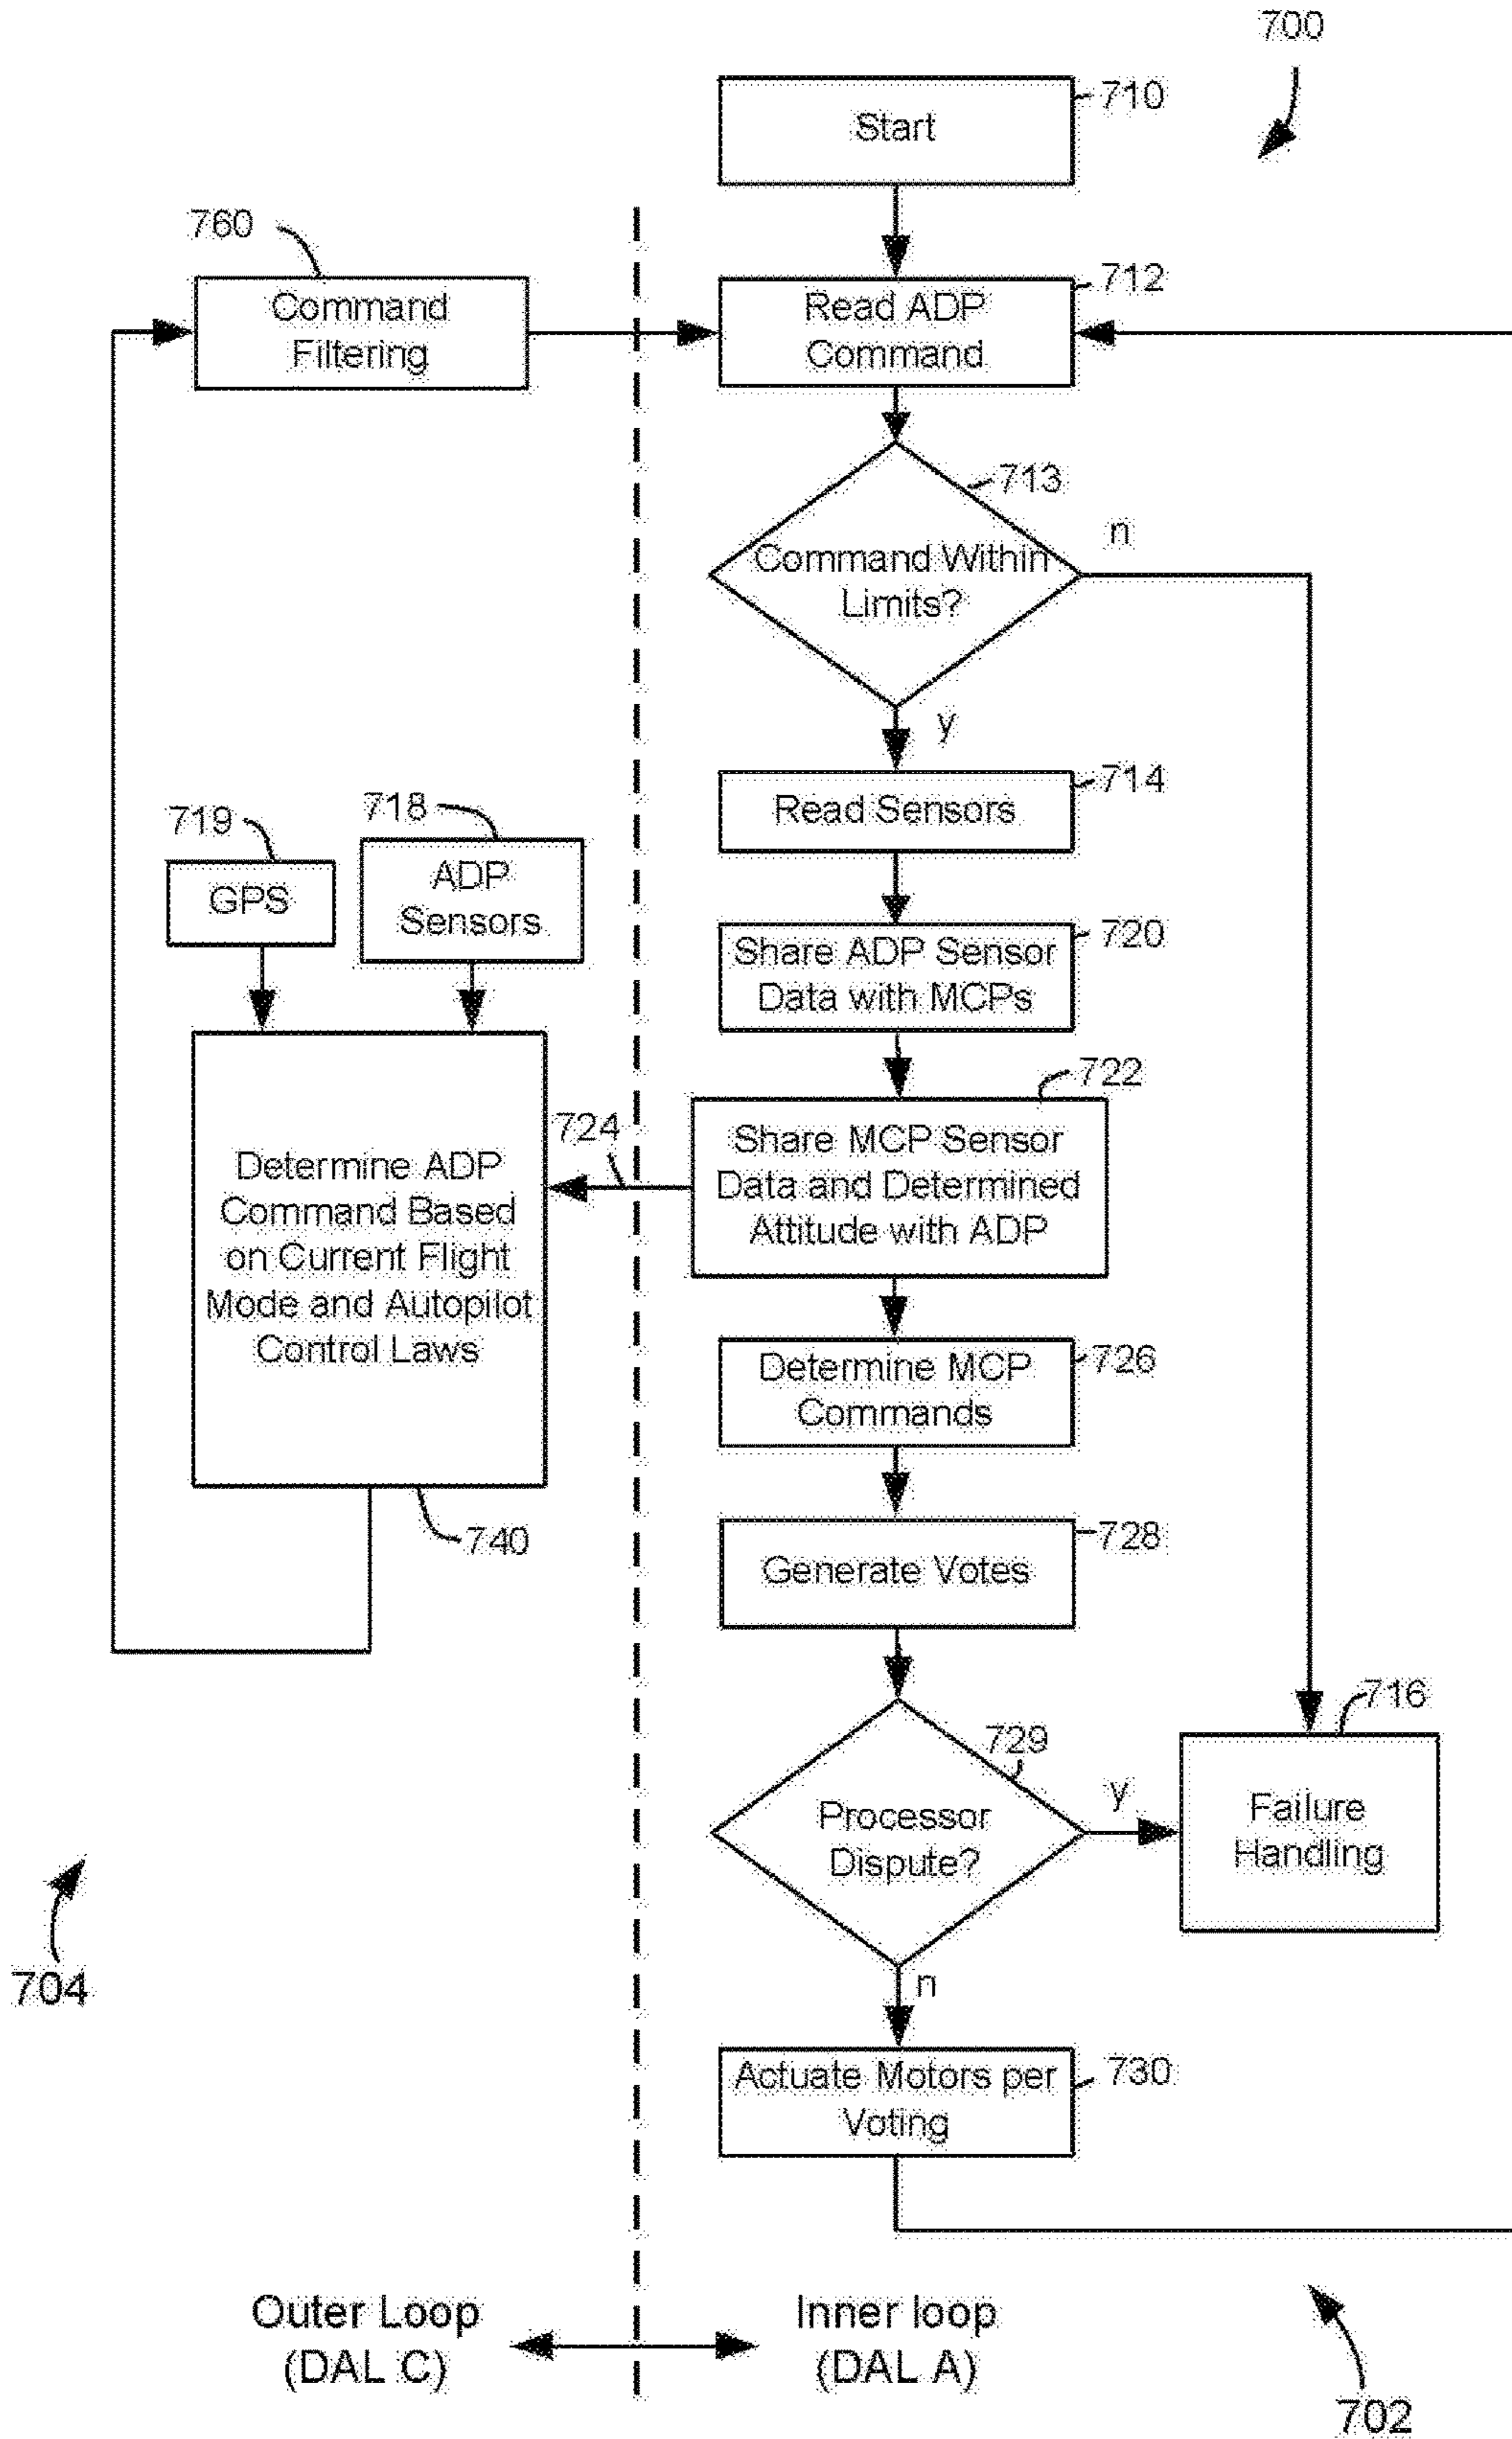 700
710
Start
760
Command
Filtering
712
Read ADP
Command
713
n
Command Within
Limits?
y
714
Read Sensors
719
GPS
718
ADP
Sensors
720
Share ADP Sensor
Data with MCPs
722
724
Share MCP Sensor
Data and Determined
Attitude with ADP
Determine ADP
Command Based
on Current Flight
Mode and Autopilot
Control Laws
740
726
Determine MCP
Commands
728
Generate Votes
729
Processor
Dispute?
y
716
Failure
Handling
n
704
730
Actuate Motors per
Voting
Outer Loop
(DAL C)
Inner loop
(DAL A)
702